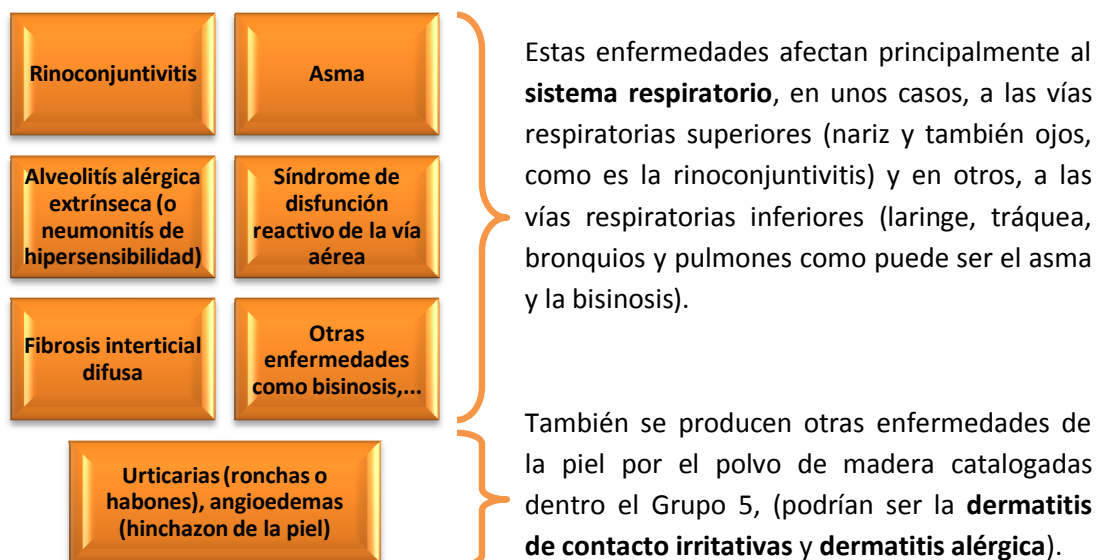 Rinoconjuntivitis
Asma
Alveolitís alérgica
extrínseca (o
neumonitís de
hipersensibilidad)
Síndrome de
disfunción
reactivo de la vía
aérea
Fibrosis interticial
difusa
Otras
enfermedades
como bisinosis,...
Estas enfermedades afectan principalmente al
sistema respiratorio, en unos casos, a las vías
respiratorias superiores (nariz y también ojos,
como es la rinoconjuntivitis) y en otros, a las
vías respiratorias inferiores (laringe, tráquea,
bronquios y pulmones como puede ser el asma
y la bisinosis).
Urticarias (ronchas o
habones), angioedemas
(hinchazon de la piel)
También se producen otras enfermedades de
la piel por el polvo de madera catalogadas
dentro el Grupo 5, (podrían ser la dermatitis
de contacto irritativas y dermatitis alérgica).